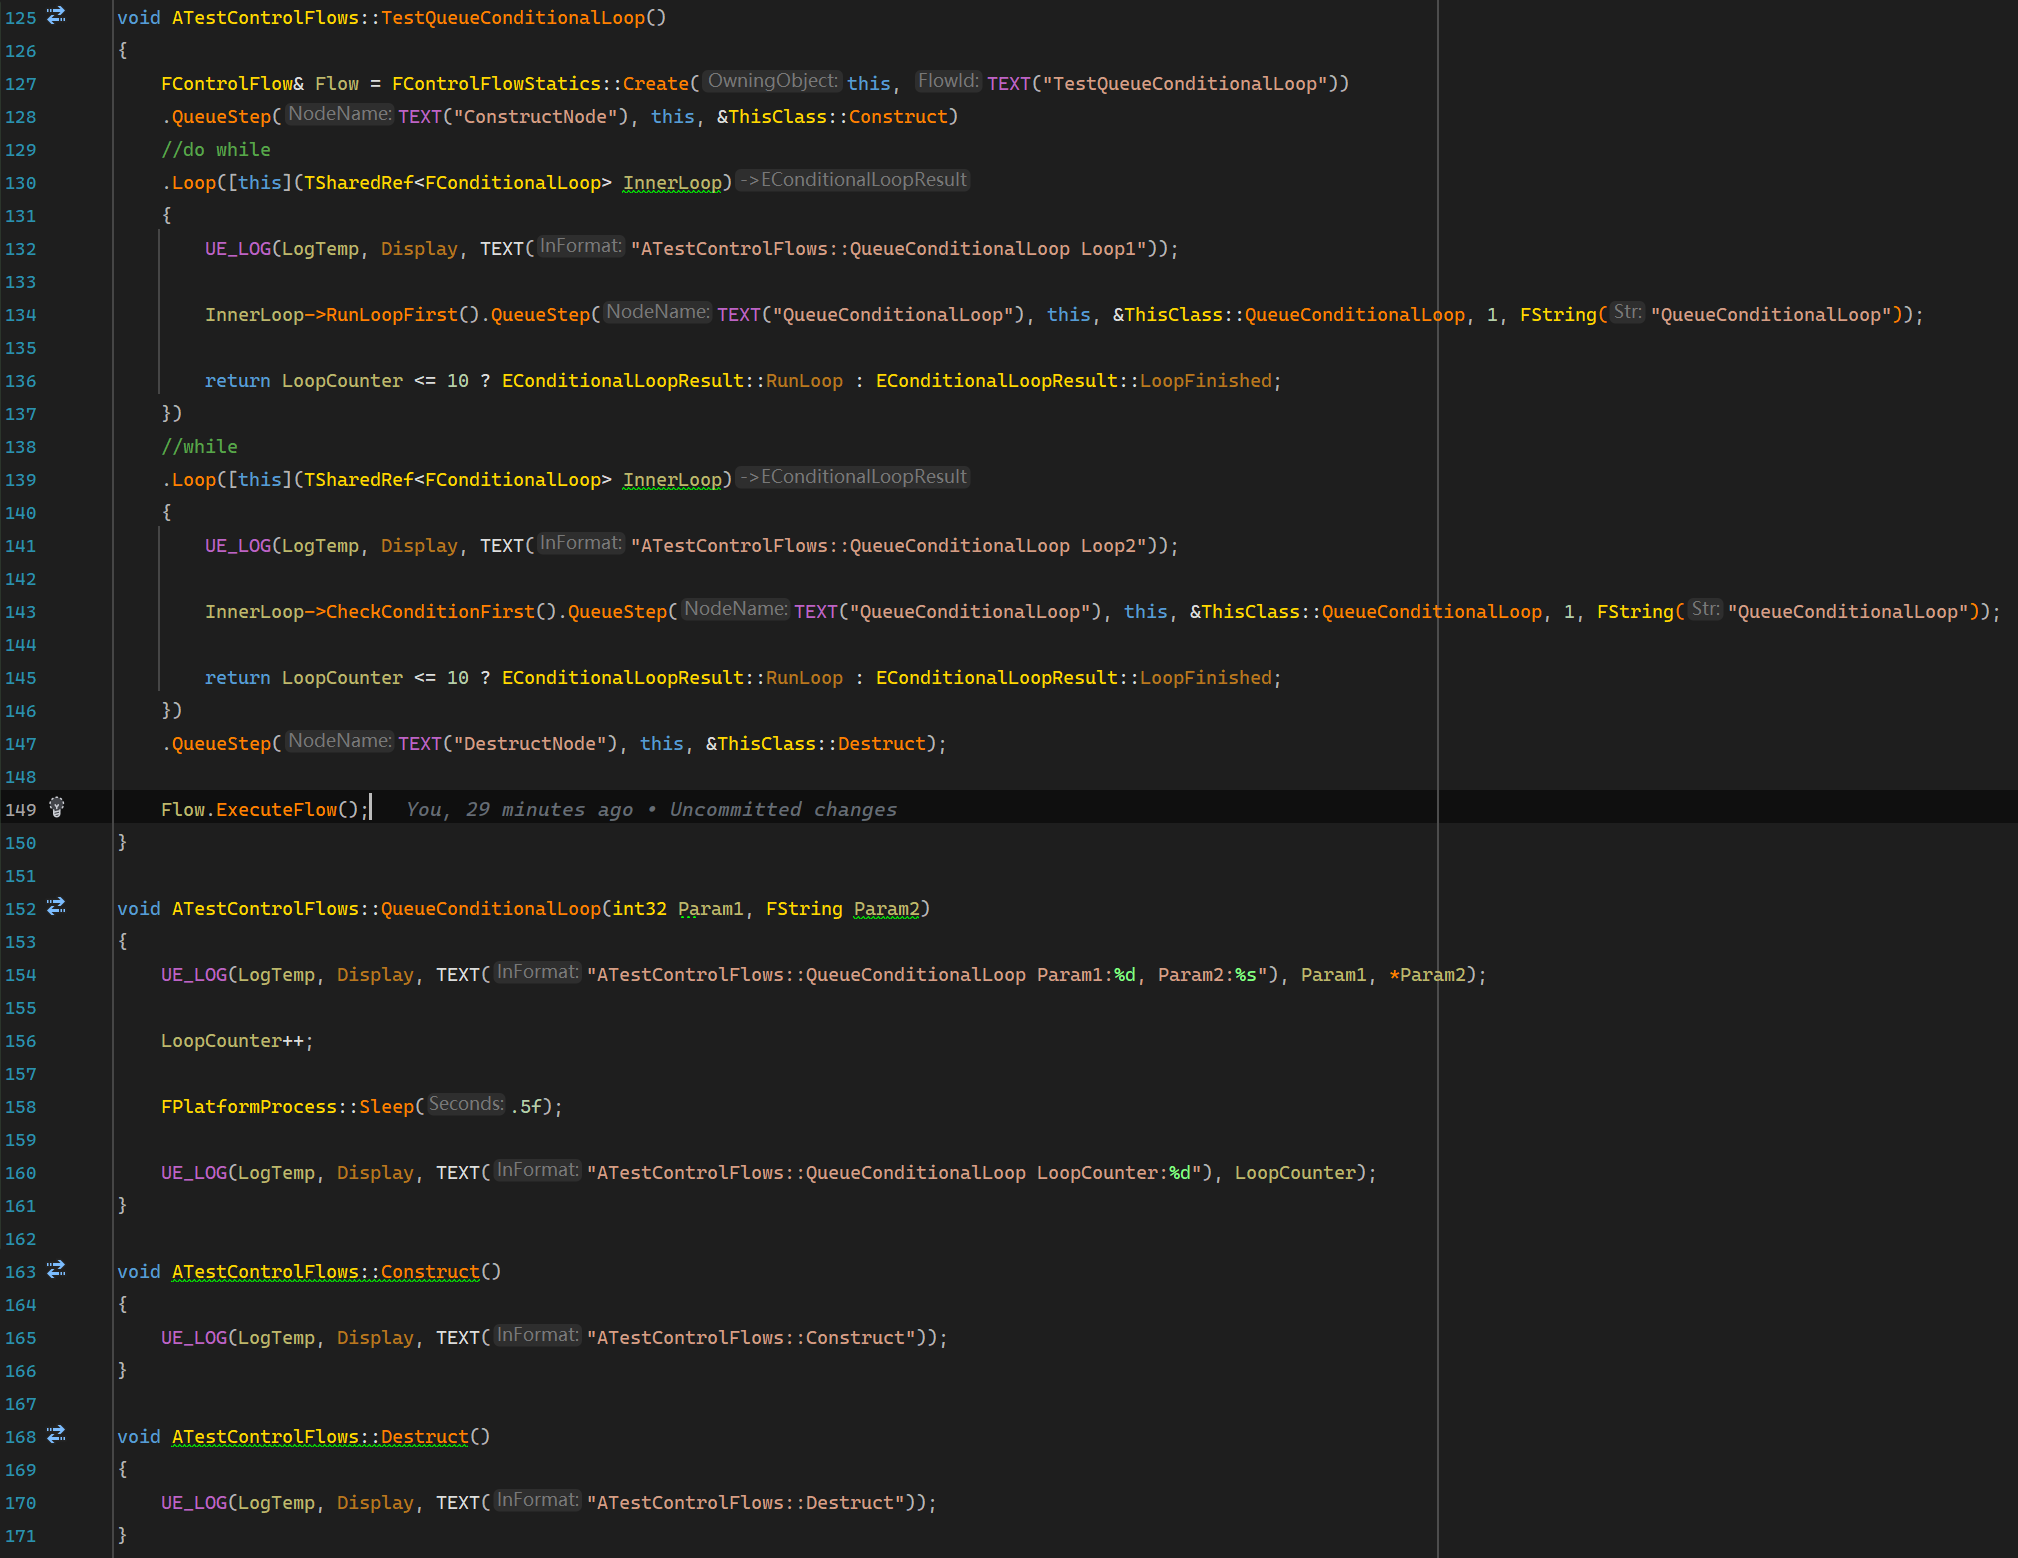 125 void ATestControlFlows::TestQueueConditionalLoop()
126 {
127 FControlFlow& Flow = FControlFlowStatics::Create( OwningObject: this, FlowId: TEXT("TestQueueConditionalLoop"))
128 .QueueStep( NodeName: TEXT("ConstructNode"), this, &ThisClass::Construct)
129 //do while
130 .Loop([this](TSharedRef<FConditionalLoop> InnerLoop) ->EConditionalLoopResult
131 {
132 UE_LOG(LogTemp, Display, TEXT( InFormat: "ATestControlFlows::QueueConditionalLoop Loop1"));
133
134 InnerLoop->RunLoopFirst().QueueStep( NodeName: TEXT("QueueConditionalLoop"), this, &ThisClass::QueueConditionalLoop, 1, FString( Str: "QueueConditionalLoop"));
135
136 return LoopCounter <= 10 ? EConditionalLoopResult::RunLoop : EConditionalLoopResult::LoopFinished;
137 })
138 //while
139 .Loop([this](TSharedRef<FConditionalLoop> InnerLoop) ->EConditionalLoopResult
140 {
141 UE_LOG(LogTemp, Display, TEXT( InFormat: "ATestControlFlows::QueueConditionalLoop Loop2"));
142
143 InnerLoop->CheckConditionFirst().QueueStep( NodeName: TEXT("QueueConditionalLoop"), this, &ThisClass::QueueConditionalLoop, 1, FString( Str: "QueueConditionalLoop"));
144
145 return LoopCounter <= 10 ? EConditionalLoopResult::RunLoop : EConditionalLoopResult::LoopFinished;
146 })
147 .QueueStep( NodeName: TEXT("DestructNode"), this, &ThisClass::Destruct);
148
149 Flow.ExecuteFlow(); You, 29 minutes ago • Uncommitted changes
150 }
151
152 void ATestControlFlows::QueueConditionalLoop(int32 Param1, FString Param2)
153 {
154 UE_LOG(LogTemp, Display, TEXT( InFormat: "ATestControlFlows::QueueConditionalLoop Param1:%d, Param2:%s"), Param1, *Param2);
155
156 LoopCounter++;
157
158 FPlatformProcess::Sleep( Seconds: .5f);
159
160 UE_LOG(LogTemp, Display, TEXT( InFormat: "ATestControlFlows::QueueConditionalLoop LoopCounter:%d"), LoopCounter);
161 }
162
163 void ATestControlFlows::Construct()
164 {
165 UE_LOG(LogTemp, Display, TEXT( InFormat: "ATestControlFlows::Construct"));
166 }
167
168 void ATestControlFlows::Destruct()
169 {
170 UE_LOG(LogTemp, Display, TEXT( InFormat: "ATestControlFlows::Destruct"));
171 }